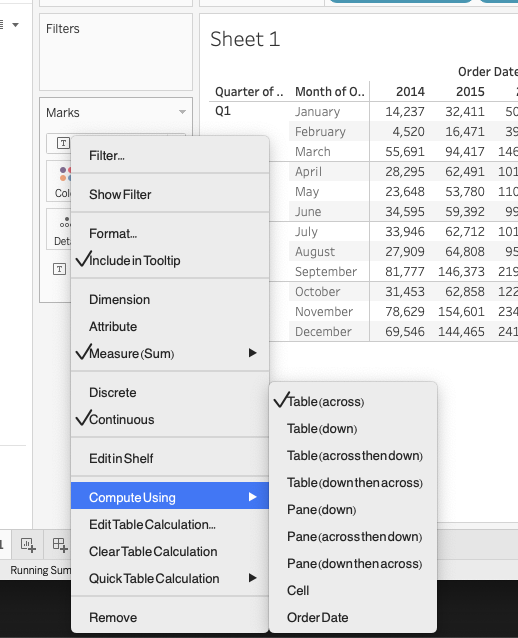 Filters
Sheet 1
Order Date
Quarter of .. Month of O.. 2014 2015
Marks
Q1 January 14,237 32,411 50
February 4,520 16,471 39
March 55,691 94,417 146
April 28,295 62,491 101
May 23,648 53,780 110
June 34,595 59,392 99
July 33,946 62,712 101
August 27,909 64,808 95
September 81,777 146,373 219
October 31,453 62,858 122
November 78,629 154,601 234
December 69,546 144,465 241
T
Col
Deta
T
Filter...
Show Filter
Format...
Include in Tooltip
Dimension
Attribute
Measure (Sum)
Discrete
Continuous
Edit in Shelf
Compute Using
Edit Table Calculation...
Clear Table Calculation
Quick Table Calculation
Remove
Table (across)
Table (down)
Table (across then down)
Table (down then across)
Pane (down)
Pane (across then down)
Pane (down then across)
Cell
Order Date
Running Sum